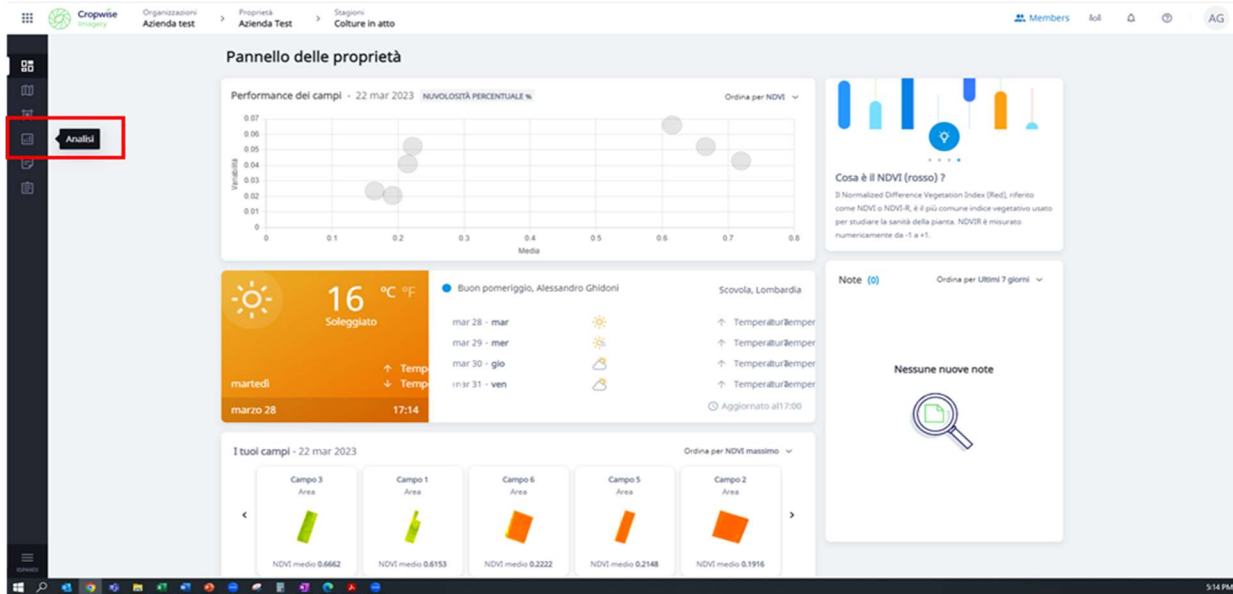 Cropwise
Imagery
Organizzazioni
Azienda test
Proprietà
Azienda Test
Stagioni
Colture in atto
Members
AG
Analisi
Pannello delle proprietà
Performance dei campi - 22 mar 2023 NUVOLOSITÀ PERCENTUALE %
Ordina per NDVI
Variabilità
0.07
0.06
0.05
0.04
0.03
0.02
0.01
0
0 0.1 0.2 0.3 0.4 0.5 0.6 0.7 0.8
Media
Cosa è il NDVI (rosso) ?
Il Normalized Difference Vegetation Index (Red), riferito
come NDVI o NDVI-R, è il più comune indice vegetativo usato
per studiare la sanità della pianta. NDVIR è misurato
numericamente da -1 a +1.
16 °C °F
Soleggiato
Temp
Temp
martedì
marzo 28 17:14
Buon pomeriggio, Alessandro Ghidoni
Scovola, Lombardia
mar 28 - mar
mar 29 - mer
mar 30 - gio
mar 31 - ven
Aggiornato al17:00
Note (0)
Ordina per Ultimi 7 giorni
Nessune nuove note
I tuoi campi - 22 mar 2023
Ordina per NDVI massimo
Campo 3
Area
NDVI medio 0.6662
Campo 1
Area
NDVI medio 0.6153
Campo 6
Area
NDVI medio 0.2222
Campo 5
Area
NDVI medio 0.2148
Campo 2
Area
NDVI medio 0.1916
5:14 PM